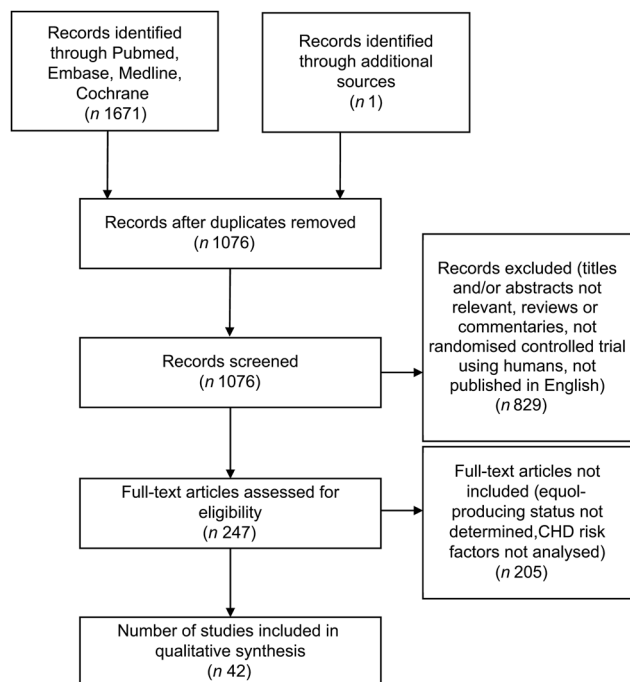 Records identified
through Pubmed,
Embase, Medline,
Cochrane
(n 1671)
Records identified
through additional
sources
(n 1)
Records after duplicates removed
(n 1076)
Records screened
(n 1076)
Records excluded (titles
and/or abstracts not
relevant, reviews or
commentaries, not
randomised controlled trial
using humans, not
published in English)
(n 829)
Full-text articles assessed for
eligibility
(n 247)
Full-text articles not
included (equol-
producing status not
determined,CHD risk
factors not analysed)
(n 205)
Number of studies included in
qualitative synthesis
(n 42)